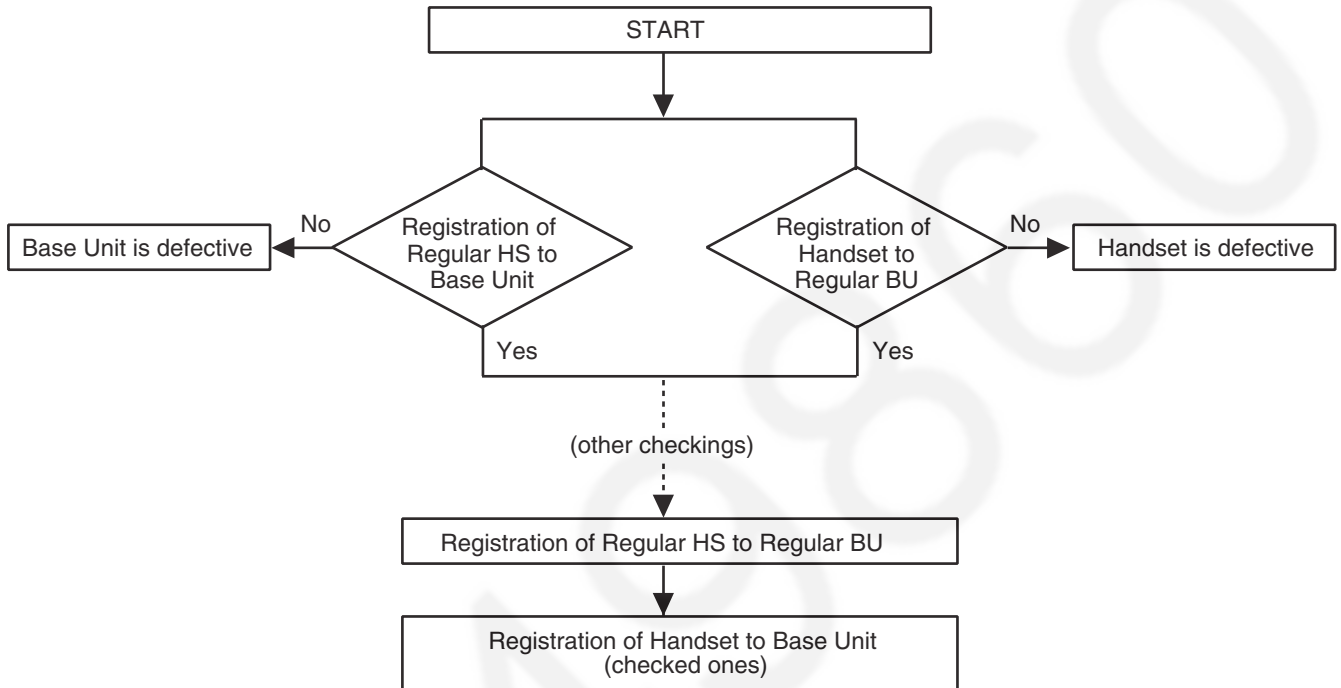 START
No
Registration of
Regular HS to
Base Unit
Registration of
Handset to
Regular BU
No
Base Unit is defective
Handset is defective
Yes
Yes
(other checkings)
Registration of Regular HS to Regular BU
Registration of Handset to Base Unit
(checked ones)